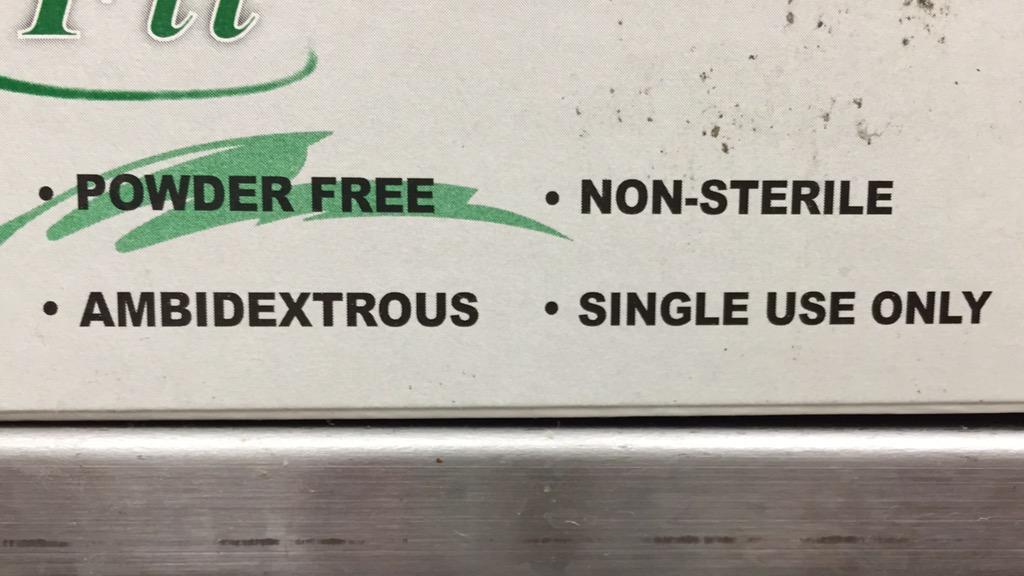 • POWDER FREE
• NON-STERILE
• AMBIDEXTROUS
• SINGLE USE ONLY